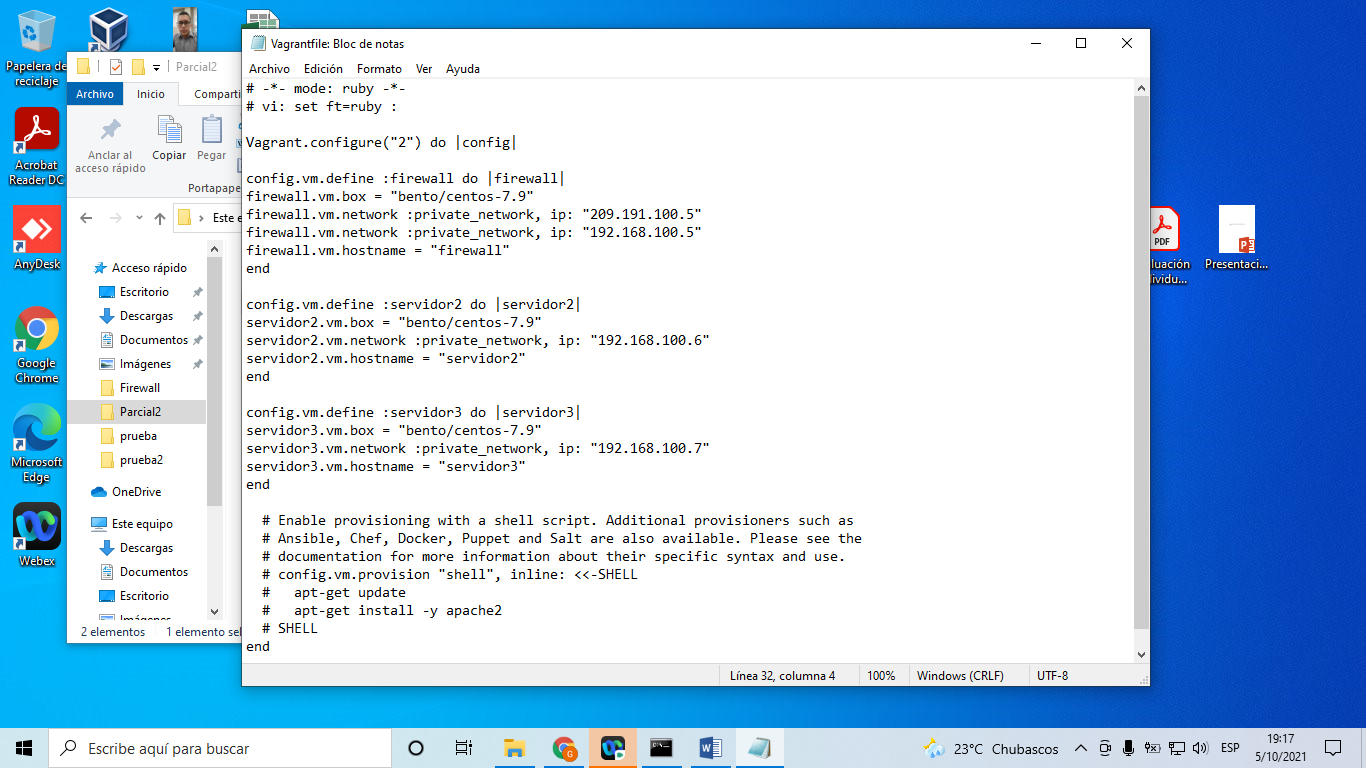 Papelera de
reciclaje
Acrobat
Reader DC
AnyDesk
Google
Chrome
Microsoft
Edge
Webex
Parcial2
Archivo
Inicio
Comparti
Anclar al
acceso rápido
Copiar
Pegar
Portapape
Este e
Acceso rápido
Escritorio
Descargas
Documentos
Imágenes
Firewall
Parcial2
prueba
prueba2
OneDrive
Este equipo
Descargas
Documentos
Escritorio
2 elementos
1 elemento sel
Vagrantfile: Bloc de notas
Archivo Edición Formato Ver Ayuda
# -*- mode: ruby -*-
# vi: set ft=ruby :
Vagrant.configure("2") do |config|
config.vm.define :firewall do |firewall|
firewall.vm.box = "bento/centos-7.9"
firewall.vm.network :private_network, ip: "209.191.100.5"
firewall.vm.network :private_network, ip: "192.168.100.5"
firewall.vm.hostname = "firewall"
end
config.vm.define :servidor2 do |servidor2|
servidor2.vm.box = "bento/centos-7.9"
servidor2.vm.network :private_network, ip: "192.168.100.6"
servidor2.vm.hostname = "servidor2"
end
config.vm.define :servidor3 do |servidor3|
servidor3.vm.box = "bento/centos-7.9"
servidor3.vm.network :private_network, ip: "192.168.100.7"
servidor3.vm.hostname = "servidor3"
end
# Enable provisioning with a shell script. Additional provisioners such as
# Ansible, Chef, Docker, Puppet and Salt are also available. Please see the
# documentation for more information about their specific syntax and use.
# config.vm.provision "shell", inline: <<-SHELL
#   apt-get update
#   apt-get install -y apache2
# SHELL
end
Línea 32, columna 4
100%
Windows (CRLF)
UTF-8
PDF
luación
dividu...
Presentaci...
Escribe aquí para buscar
23°C Chubascos
ESP
19:17
5/10/2021